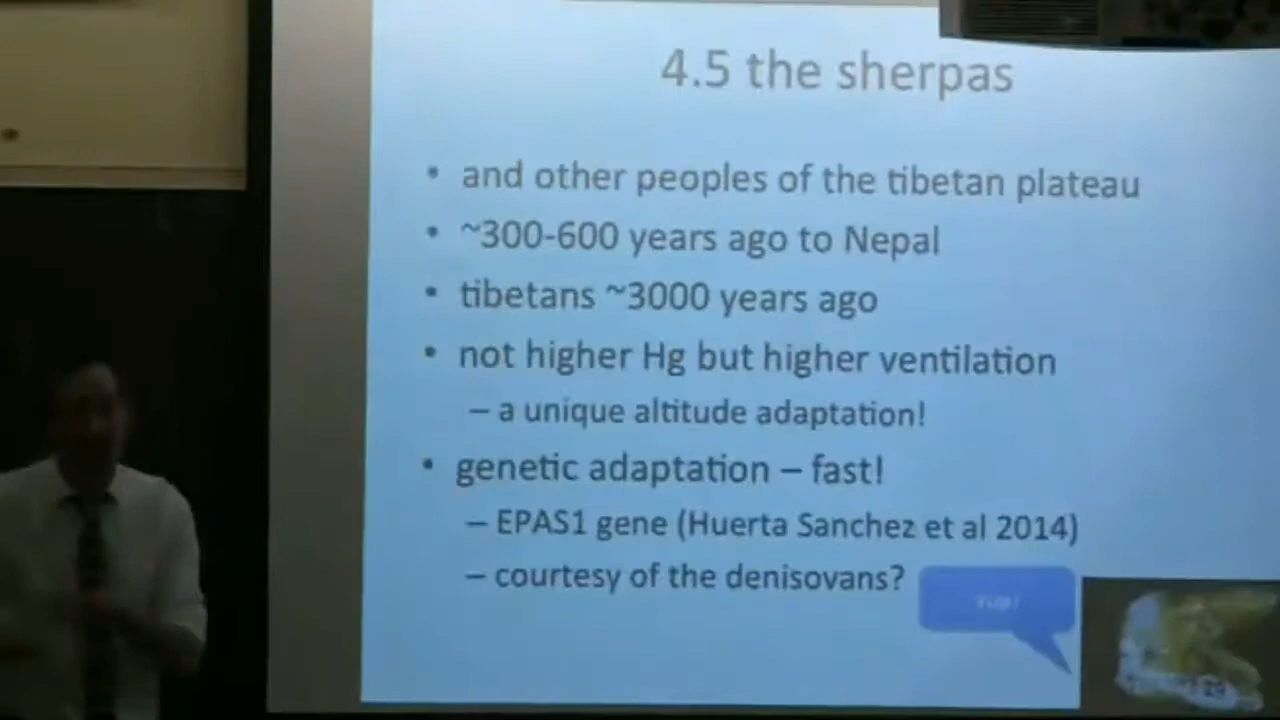 4.5 the sherpas
• and other peoples of the tibetan plateau
• ~300-600 years ago to Nepal
• tibetans ~3000 years ago
• not higher Hg but higher ventilation
– a unique altitude adaptation!
• genetic adaptation – fast!
– EPAS1 gene (Huerta Sanchez et al 2014)
– courtesy of the denisovans?